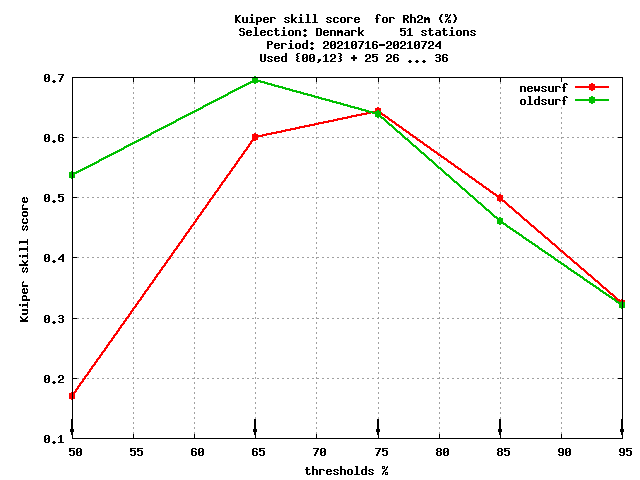 Kuiper skill score  for Rh2m (%)
Selection: Denmark     51 stations
Period: 20210716-20210724
Used {00,12} + 25 26 ... 36
newsurf
oldsurf
Kuiper skill score
0.7
0.6
0.5
0.4
0.3
0.2
0.1
50 55 60 65 70 75 80 85 90 95
thresholds %